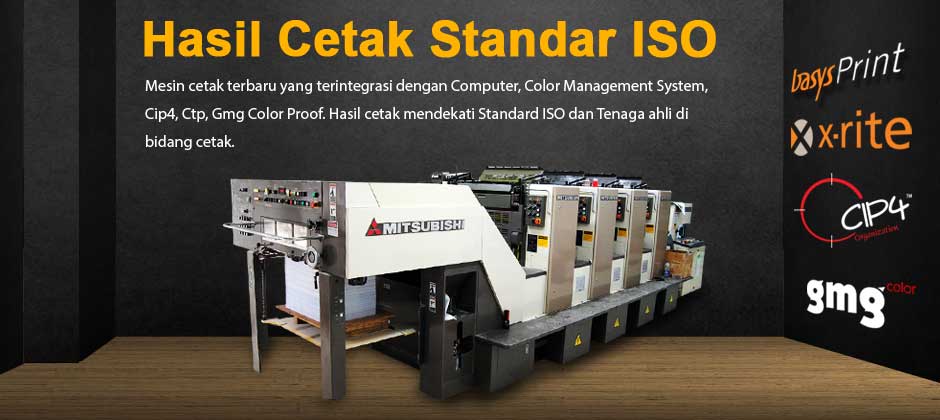 Hasil Cetak Standar ISO
Mesin cetak terbaru yang terintegrasi dengan Computer, Color Management System,
Cip4, Ctp, Gmg Color Proof. Hasil cetak mendekati Standard ISO dan Tenaga ahli di
bidang cetak.
basysPrint
x-rite
CIP4™
Organization
gmg color
MITSUBISHI